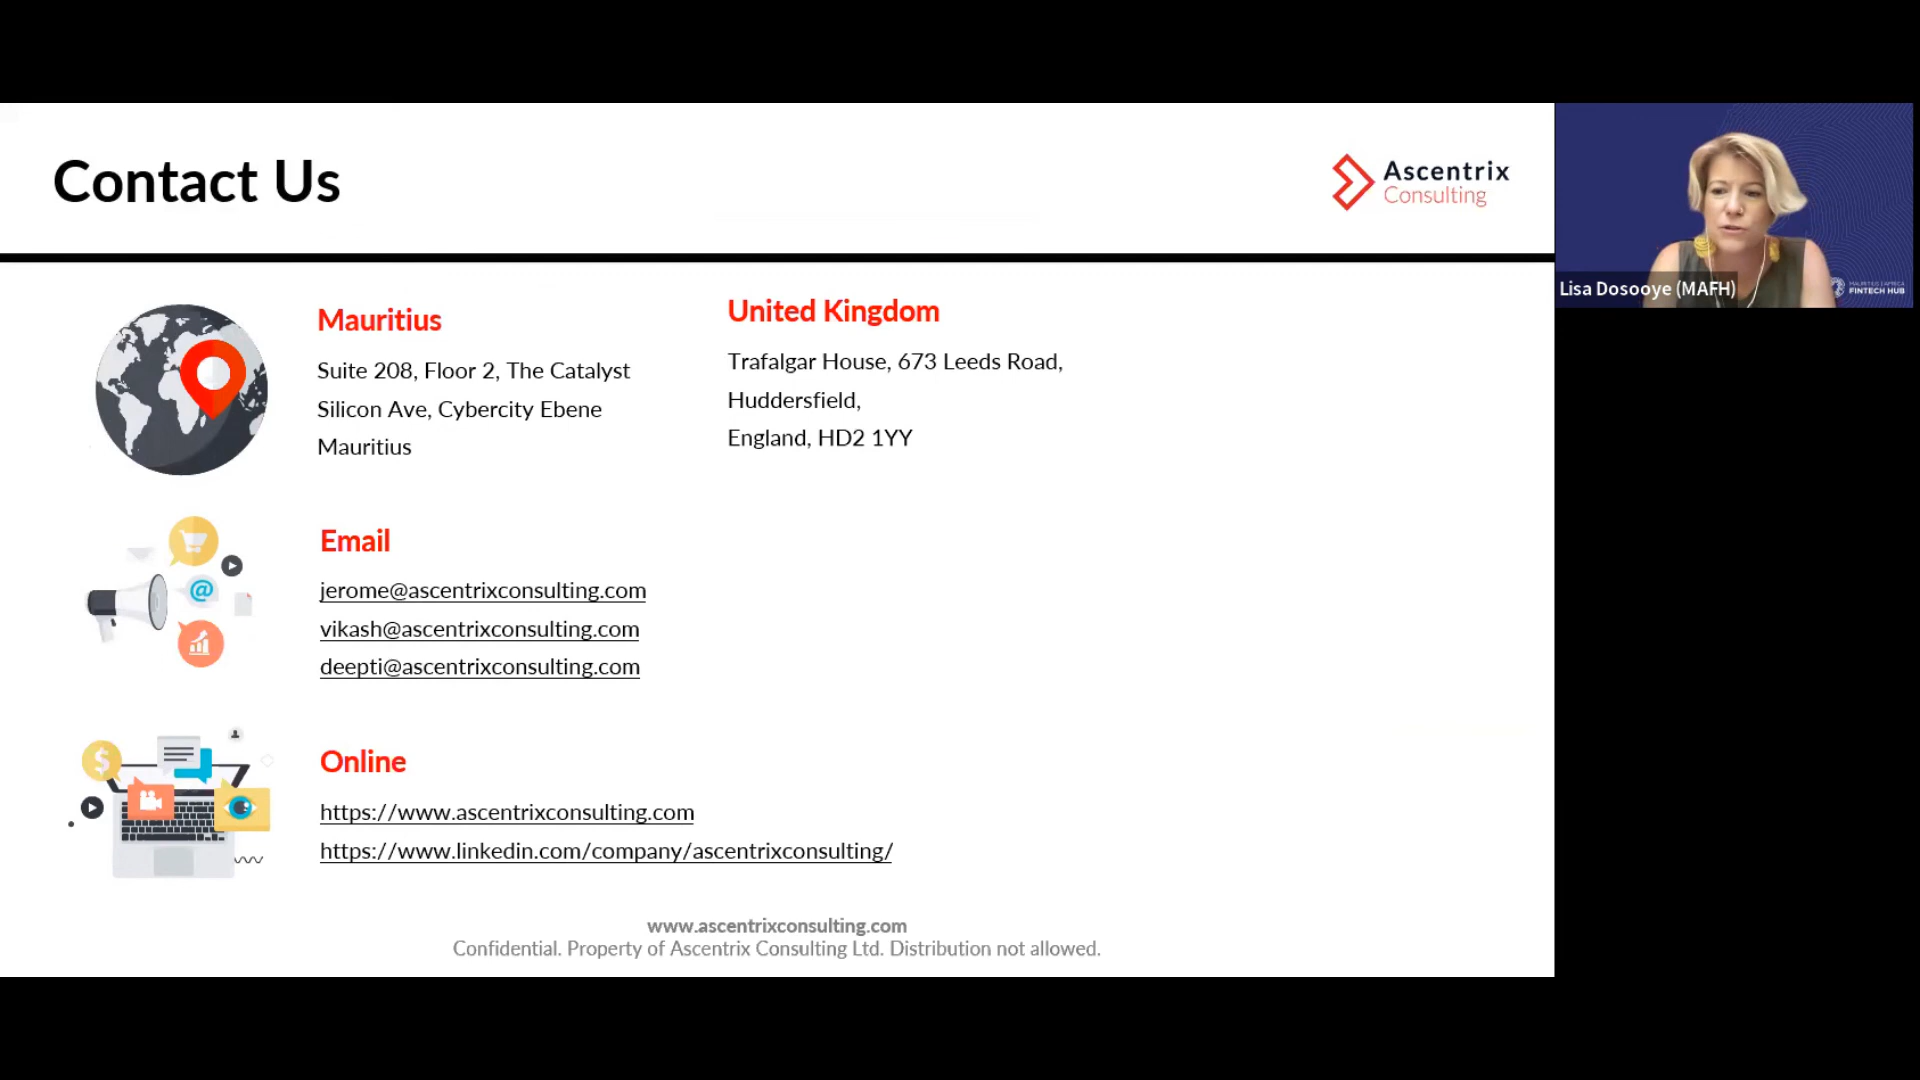 Contact Us
Ascentrix
Consulting
Mauritius
Suite 208, Floor 2, The Catalyst
Silicon Ave, Cybercity Ebene
Mauritius
United Kingdom
Trafalgar House, 673 Leeds Road,
Huddersfield,
England, HD2 1YY
Email
jerome@ascentrixconsulting.com
vikash@ascentrixconsulting.com
deepti@ascentrixconsulting.com
Online
https://www.ascentrixconsulting.com
https://www.linkedin.com/company/ascentrixconsulting/
www.ascentrixconsulting.com
Confidential. Property of Ascentrix Consulting Ltd. Distribution not allowed.
Lisa Dosooye (MAFH)
FINTECH HUB